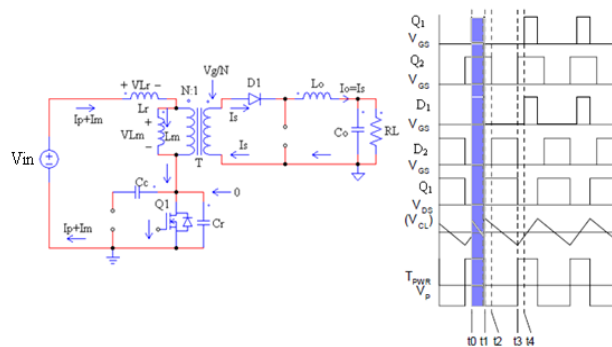 + VLr −
Lr
Ip+Im
Vin
+
VLm
−
Lm
N:1
T
Vg/N
D1
Is
Is
Lo
Io=Is
Co
RL
Cc
Q1
Cr
0
Ip+Im
Q1
VGS
Q2
VGS
D1
VGS
D2
VGS
Q1
VDS
(VCL)
TPWR
VP
t0 t1 t2 t3 t4